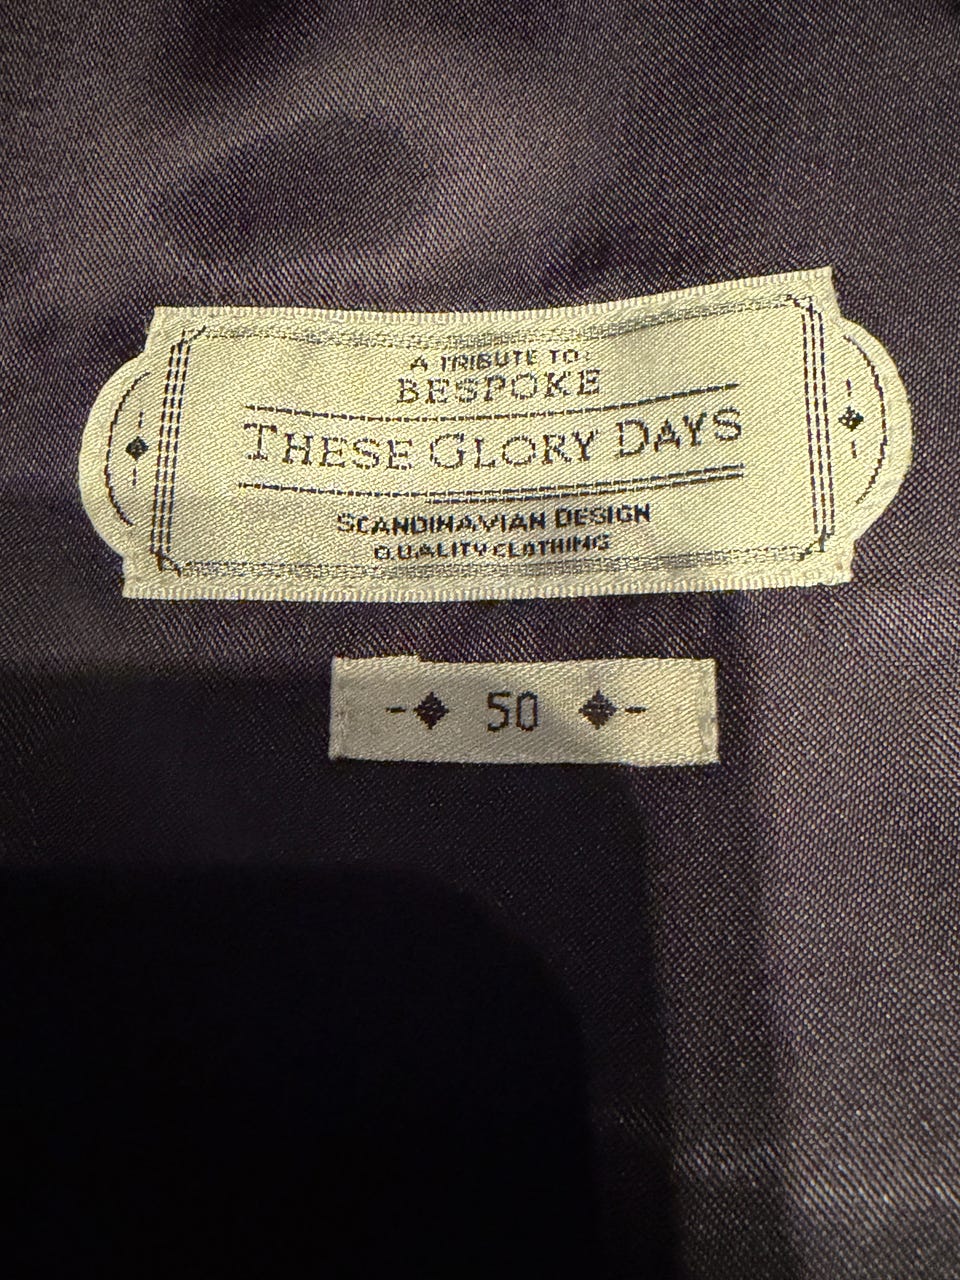 A TRIBUTE TO:
BESPOKE
THESE GLORY DAYS
SCANDINAVIAN DESIGN
QUALITY CLOTHING
50